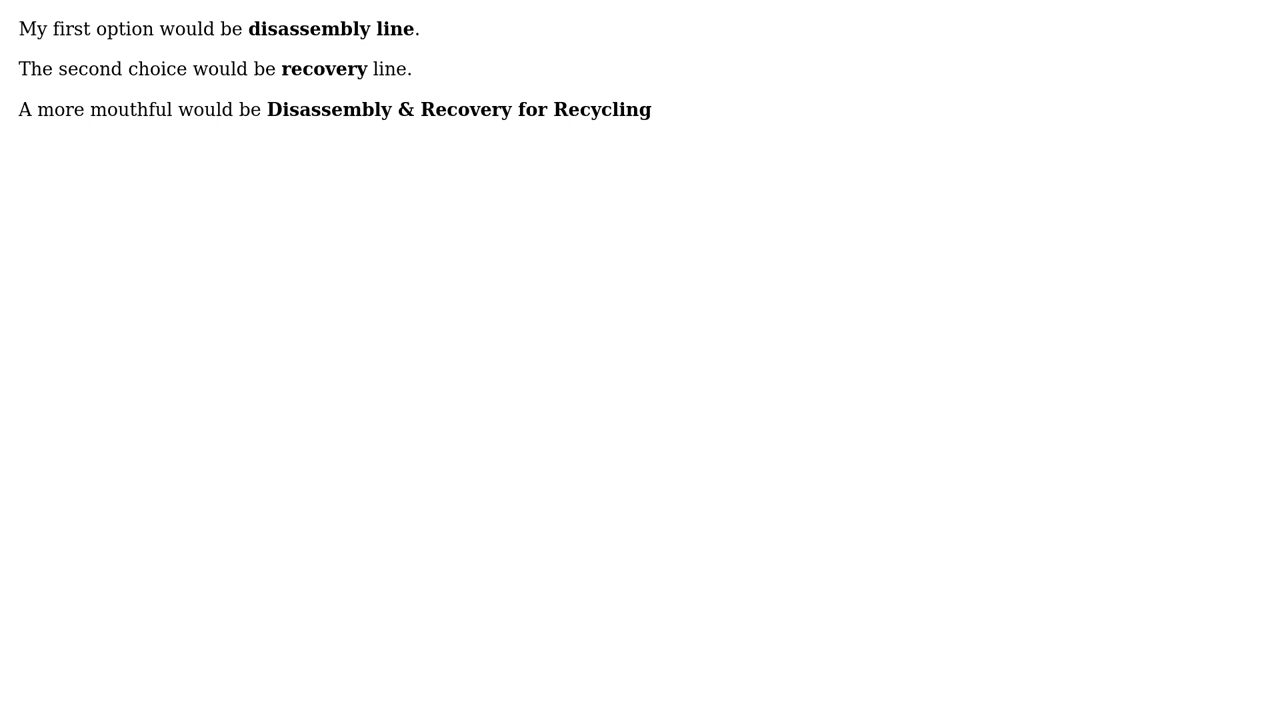 My first option would be disassembly line.
The second choice would be recovery line.
A more mouthful would be Disassembly & Recovery for Recycling